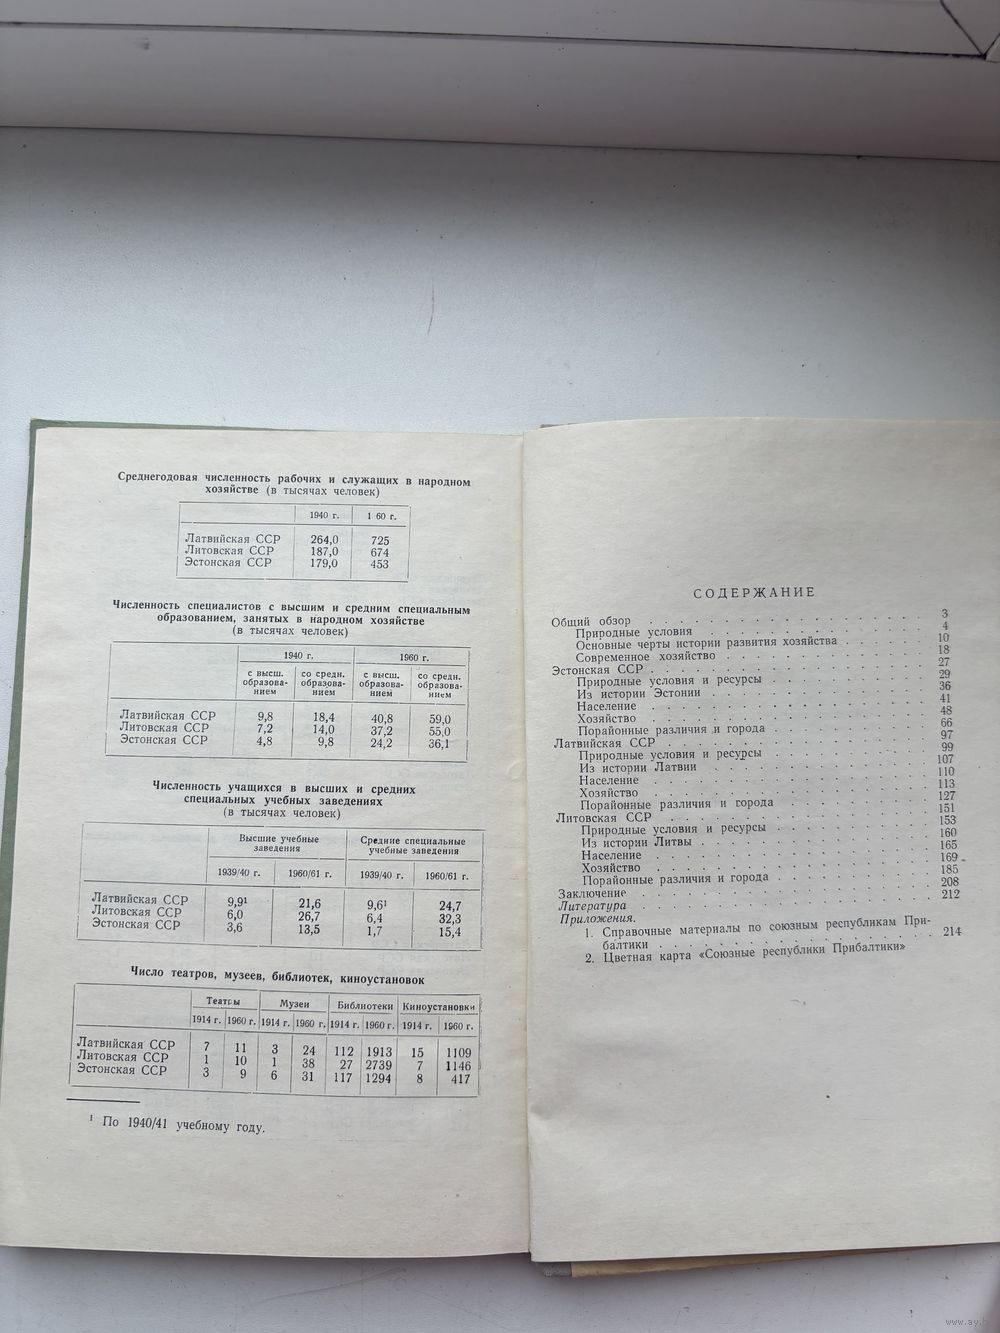 Среднегодовая численность рабочих и служащих в народном
хозяйстве (в тысячах человек)
1940 г. 1 60 г.
Латвийская ССР 264,0 725
Литовская ССР 187,0 674
Эстонская ССР 179,0 453
Численность специалистов с высшим и средним специальным
образованием, занятых в народном хозяйстве
(в тысячах человек)
1940 г. 1960 г.
с высш. образова-нием со средн. образова-нием с высш. образова-нием со средн. образова-нием
Латвийская ССР 9,8 18,4 40,8 59,0
Литовская ССР 7,2 14,0 37,2 55,0
Эстонская ССР 4,8 9,8 24,2 36,1
Численность учащихся в высших и средних
специальных учебных заведениях
(в тысячах человек)
Высшие учебные заведения Средние специальные учебные заведения
1939/40 г. 1960/61 г. 1939/40 г. 1960/61 г.
Латвийская ССР 9,9¹ 21,6 9,6¹ 24,7
Литовская ССР 6,0 26,7 6,4 32,3
Эстонская ССР 3,6 13,5 1,7 15,4
Число театров, музеев, библиотек, киноустановок
Театры Музеи Библиотеки Киноустановки
1914 г. 1960 г. 1914 г. 1960 г. 1914 г. 1960 г. 1914 г. 1960 г.
Латвийская ССР 7 11 3 24 112 1913 15 1109
Литовская ССР 1 10 1 38 27 2739 7 1146
Эстонская ССР 3 9 6 31 117 1294 8 417
¹ По 1940/41 учебному году.
СОДЕРЖАНИЕ
Общий обзор 3
Природные условия 4
Основные черты истории развития хозяйства 10
Современное хозяйство 18
Эстонская ССР 27
Природные условия и ресурсы 29
Из истории Эстонии 36
Население 41
Хозяйство 48
Порайонные различия и города 66
Латвийская ССР 97
Природные условия и ресурсы 99
Из истории Латвии 107
Население 110
Хозяйство 113
Порайонные различия и города 127
Литовская ССР 151
Природные условия и ресурсы 153
Из истории Литвы 160
Население 165
Хозяйство 169
Порайонные различия и города 185
Заключение 208
Литература 212
Приложения.
1. Справочные материалы по союзным республикам При-
балтики 214
2. Цветная карта «Союзные республики Прибалтики»